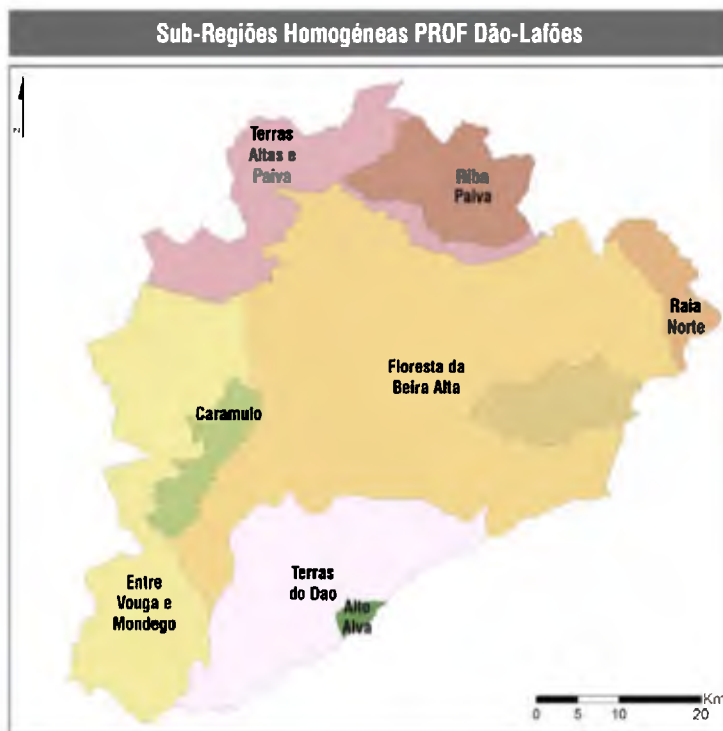 Sub-Regiões Homogéneas PROF Dão-Lafões
z
Terras
Altas e
Paiva
Riba
Paiva
Raia
Norte
Floresta da
Beira Alta
Caramulo
Terras
do Dao
Entre
Vouga e
Mondego
Alto
Alva
Km
0 5 10 20